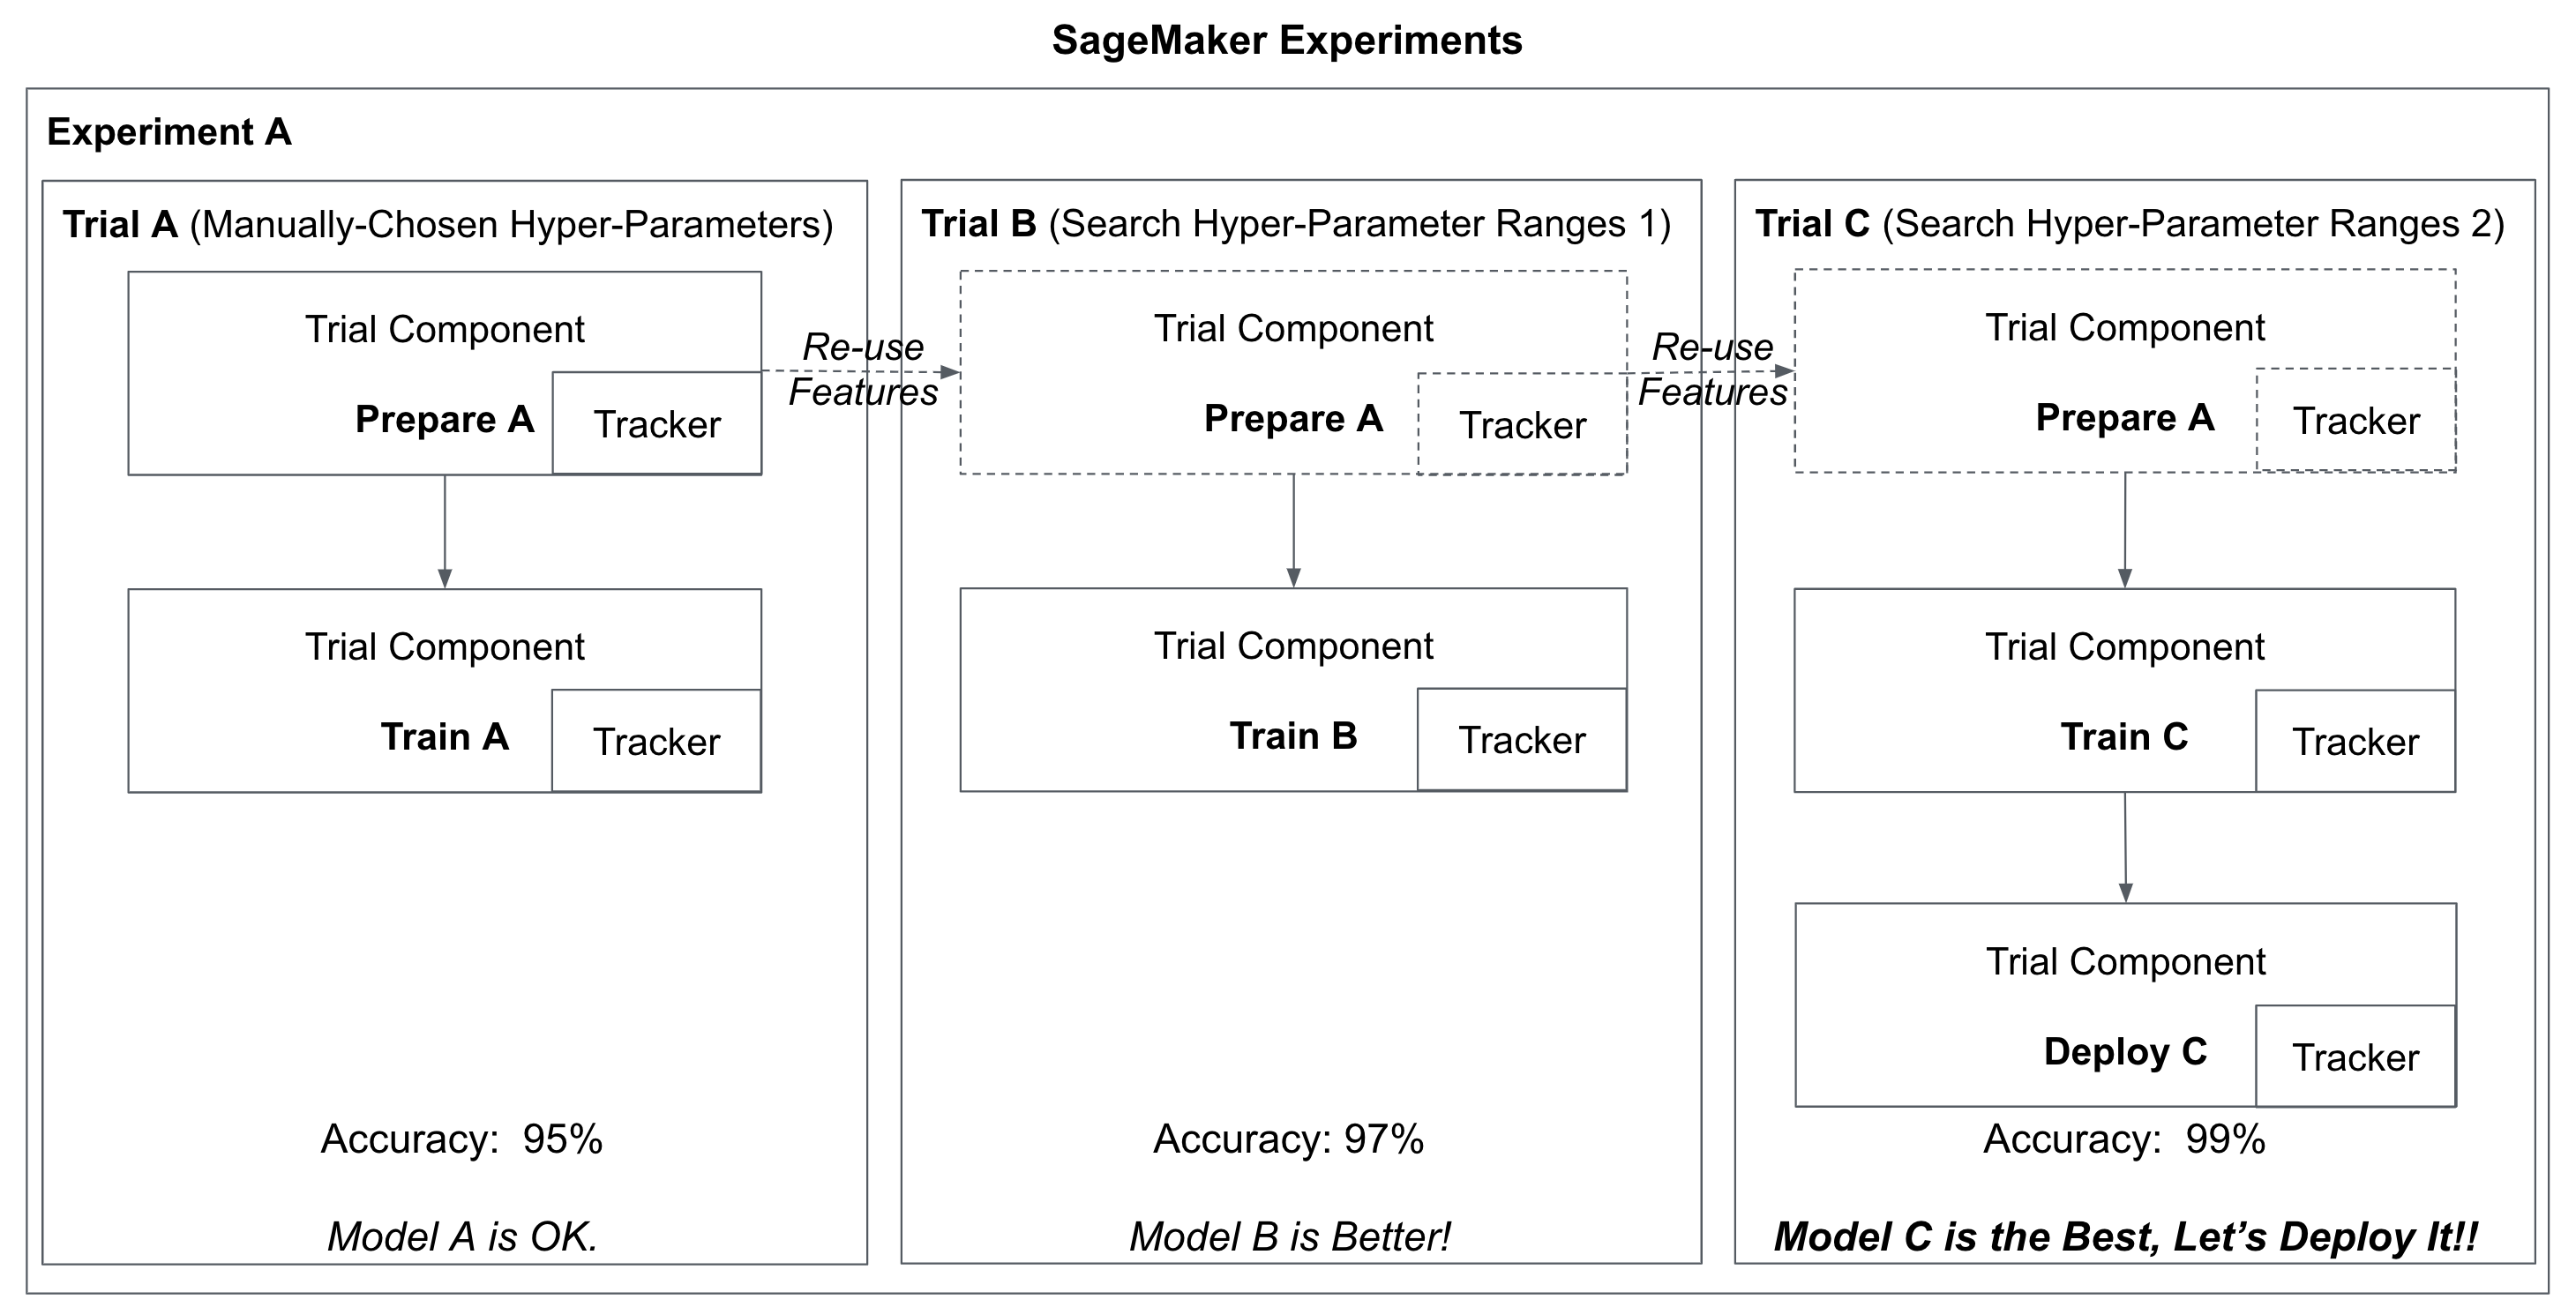 SageMaker Experiments
Experiment A
Trial A (Manually-Chosen Hyper-Parameters)
Trial Component
Prepare A
Tracker
Trial Component
Train A
Tracker
Accuracy: 95%
Model A is OK.
Re-use
Features
Trial B (Search Hyper-Parameter Ranges 1)
Trial Component
Prepare A
Tracker
Trial Component
Train B
Tracker
Accuracy: 97%
Model B is Better!
Re-use
Features
Trial C (Search Hyper-Parameter Ranges 2)
Trial Component
Prepare A
Tracker
Trial Component
Train C
Tracker
Trial Component
Deploy C
Tracker
Accuracy: 99%
Model C is the Best, Let’s Deploy It!!